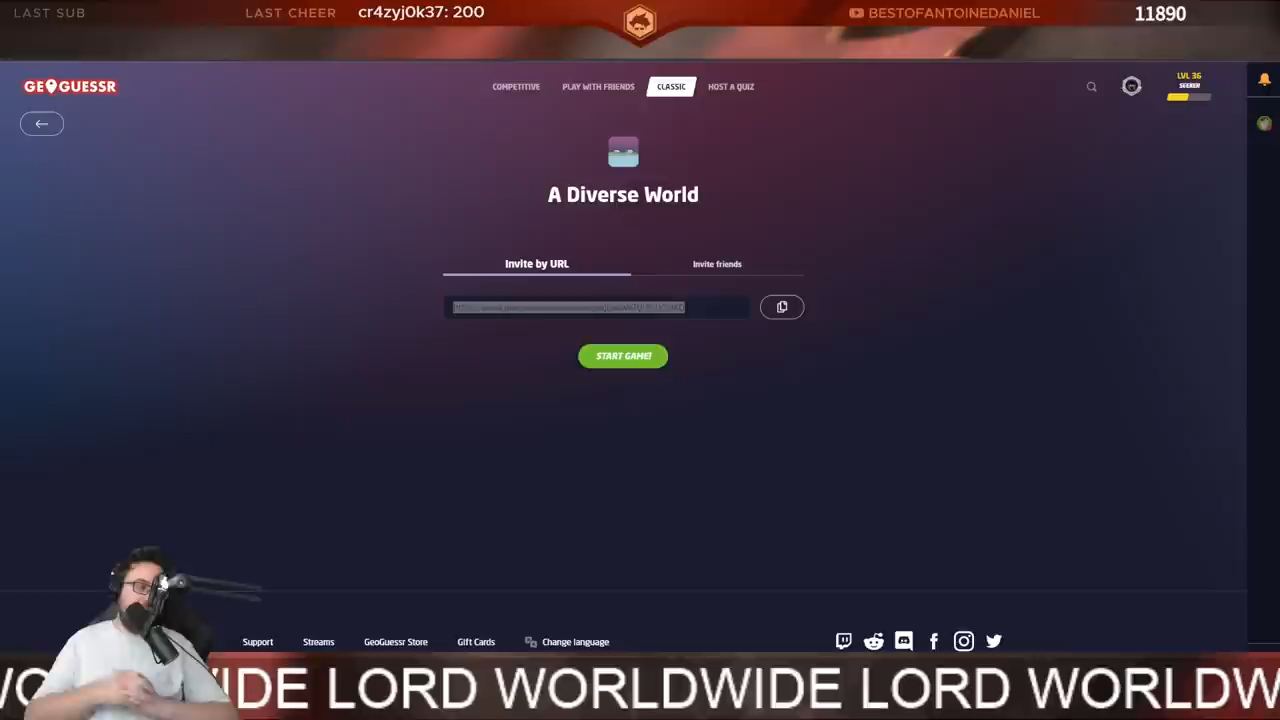 LAST SUB
LAST CHEER cr4zyj0k37: 200
BESTOFANTOINEDANIEL
11890
GEOGUESSR
COMPETITIVE
PLAY WITH FRIENDS
CLASSIC
HOST A QUIZ
LVL 36
SEEKER
A Diverse World
Invite by URL
Invite friends
START GAME!
Support
Streams
GeoGuessr Store
Gift Cards
Change language
WORLDWIDE LORD WORLDWIDE LORD WORLDW